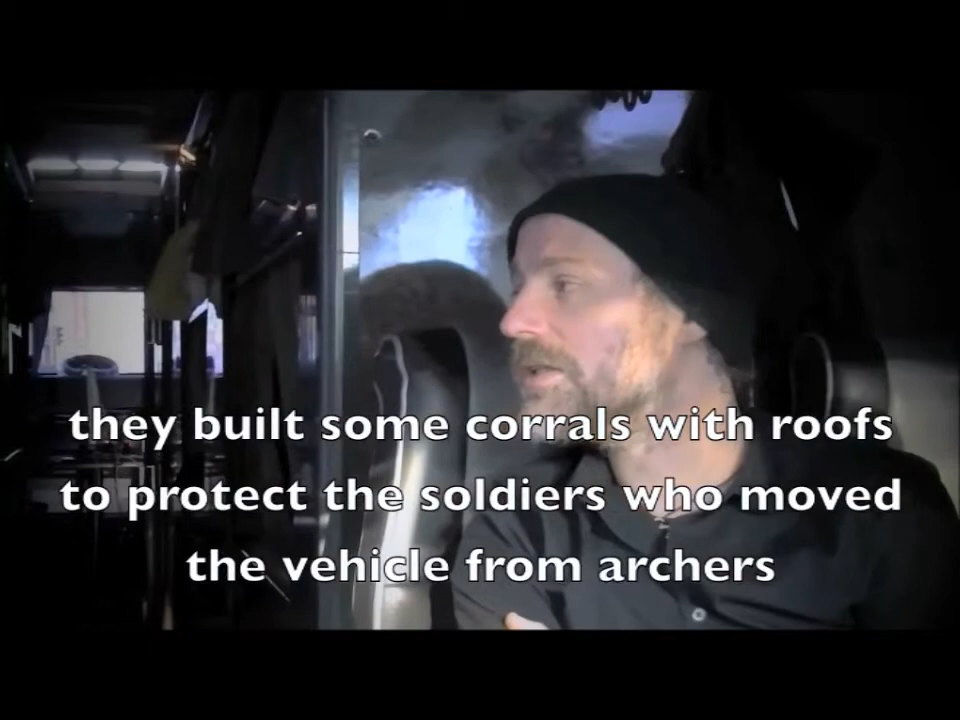 they built some corrals with roofs
to protect the soldiers who moved
the vehicle from archers